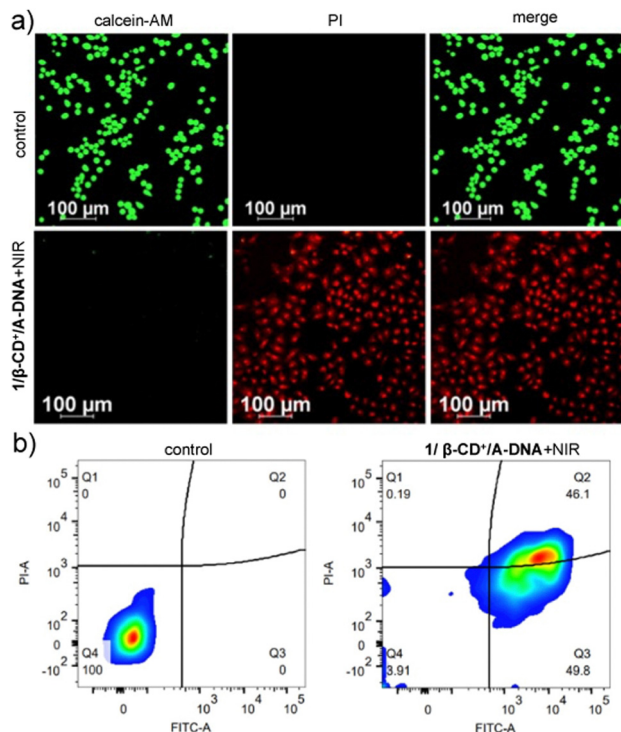 a)
calcein-AM PI merge
control
100 µm 100 µm 100 µm
1/β-CD⁺/A-DNA+NIR
100 µm 100 µm 100 µm
b)
control 1/ β-CD⁺/A-DNA+NIR
Q1 Q2 Q1 Q2
0 0 0.19 46.1
10⁵ 10⁵
10⁴ 10⁴
PI-A 10³ PI-A 10³
10² 10²
0 0
-10² -10²
Q4 Q3 Q4 Q3
100 0 3.91 49.8
0 10³ 10⁴ 10⁵ 0 10³ 10⁴ 10⁵
FITC-A FITC-A